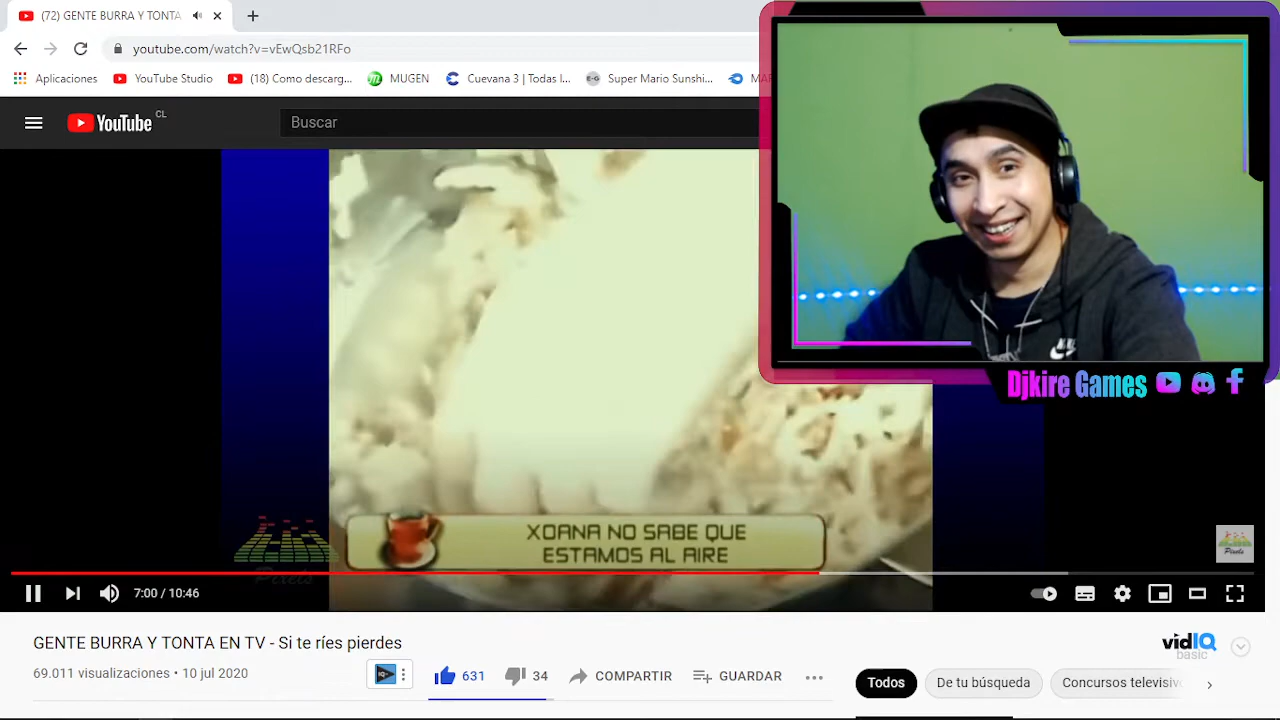 (72) GENTE BURRA Y TONTA
youtube.com/watch?v=vEwQsb21RFo
Aplicaciones
YouTube Studio
(18) Como descarg...
MUGEN
Cuevana 3 | Todas l...
Super Mario Sunshi...
YouTube CL
Buscar
Djkire Games
XOANA NO SABE QUE
ESTAMOS AL AIRE
Pixels
Pixels
7:00 / 10:46
GENTE BURRA Y TONTA EN TV - Si te ríes pierdes
69.011 visualizaciones • 10 jul 2020
631
34
COMPARTIR
GUARDAR
vidIQ
basic
Todos
De tu búsqueda
Concursos televisiv